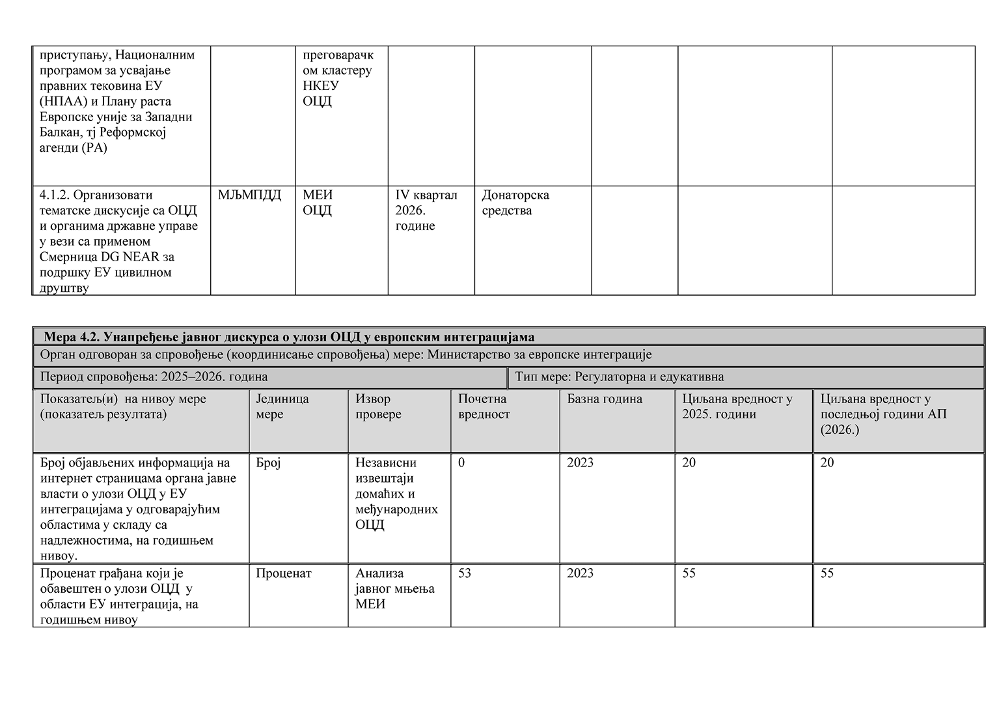 приступању, Националним
програмом за усвајање
правних тековина ЕУ
(НПАА) и Плану раста
Европске уније за Западни
Балкан, тј Реформској
агенди (РА)
преговарачк
ом кластеру
НКЕУ
ОЦД
4.1.2. Организовати
тематске дискусије са ОЦД
и органима државне управе
у вези са применом
Смерница DG NEAR за
подршку ЕУ цивилном
друштву
МЉМПДД
МЕИ
ОЦД
IV квартал
2026.
године
Донаторска
средства
Мера 4.2. Унапређење јавног дискурса о улози ОЦД у европским интеграцијама
Орган одговоран за спровођење (координисање спровођења) мере: Министарство за европске интеграције
Период спровођења: 2025–2026. година
Тип мере: Регулаторна и едукативна
Показатељ(и) на нивоу мере
(показатељ резултата)
Јединица
мере
Извор
провере
Почетна
вредност
Базна година
Циљана вредност у
2025. години
Циљана вредност у
последњој години АП
(2026.)
Број објављених информација на
интернет страницама органа јавне
власти о улози ОЦД у ЕУ
интеграцијама у одговарајућим
областима у складу са
надлежностима, на годишњем
нивоу.
Број
Независни
извештаји
домаћих и
међународних
ОЦД
0
2023
20
20
Проценат грађана који је
обавештен о улози ОЦД у
области ЕУ интеграција, на
годишњем нивоу
Проценат
Анализа
јавног мњења
МЕИ
53
2023
55
55